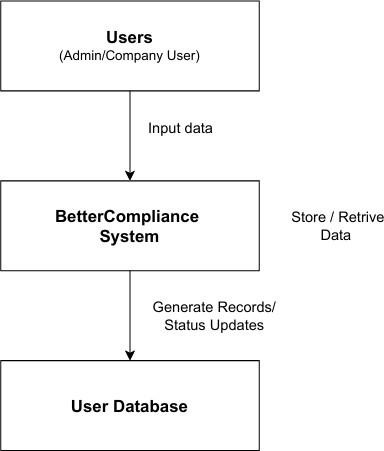 Users
(Admin/Company User)
Input data
BetterCompliance
System
Store / Retrive
Data
Generate Records/
Status Updates
User Database